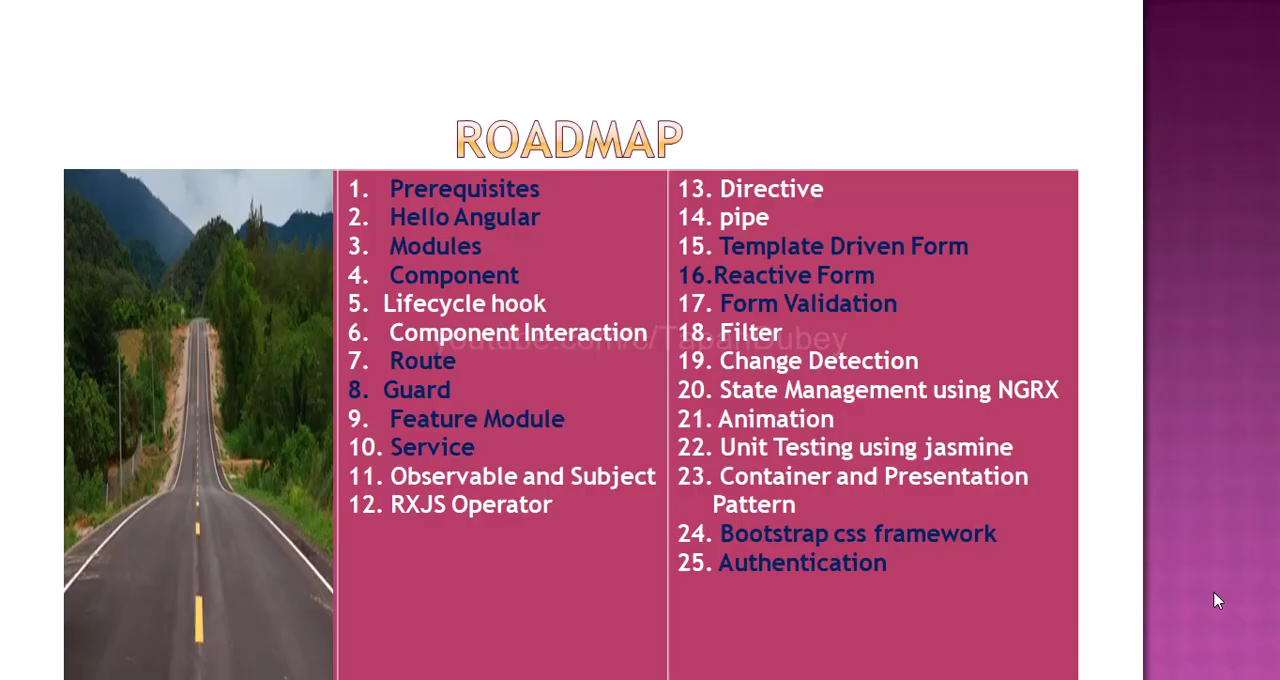 ROADMAP
1. Prerequisites
2. Hello Angular
3. Modules
4. Component
5. Lifecycle hook
6. Component Interaction
7. Route
8. Guard
9. Feature Module
10. Service
11. Observable and Subject
12. RXJS Operator
13. Directive
14. pipe
15. Template Driven Form
16.Reactive Form
17. Form Validation
18. Filter
19. Change Detection
20. State Management using NGRX
21. Animation
22. Unit Testing using jasmine
23. Container and Presentation
Pattern
24. Bootstrap css framework
25. Authentication
youtube.com/c/TapanDubey